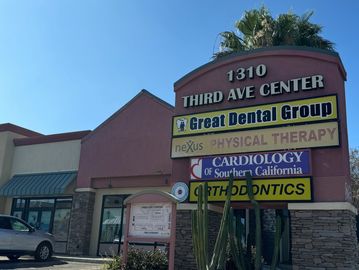 1310
THIRD AVE CENTER
Great Dental Group
neXus PHYSICAL THERAPY
CARDIOLOGY
OF Southern California
ORTHODONTICS